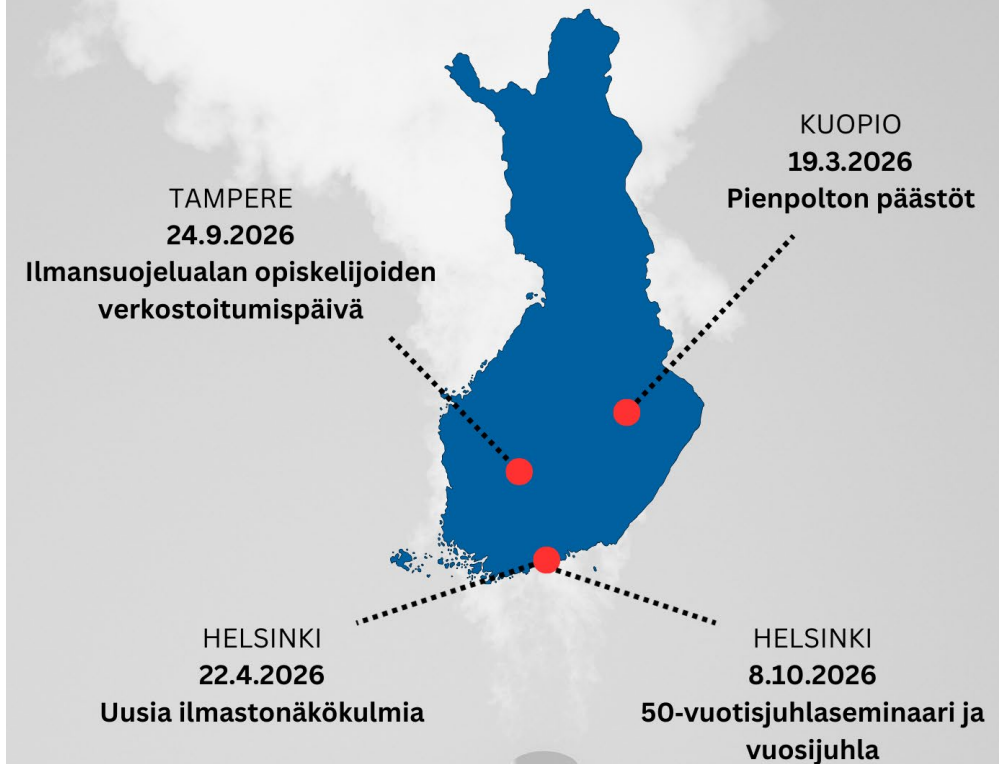 KUOPIO
19.3.2026
Pienpolton päästöt
TAMPERE
24.9.2026
Ilmansuojelualan opiskelijoiden
verkostoitumispäivä
HELSINKI
22.4.2026
Uusia ilmastonäkökulmia
HELSINKI
8.10.2026
50-vuotisjuhlaseminaari ja
vuosijuhla